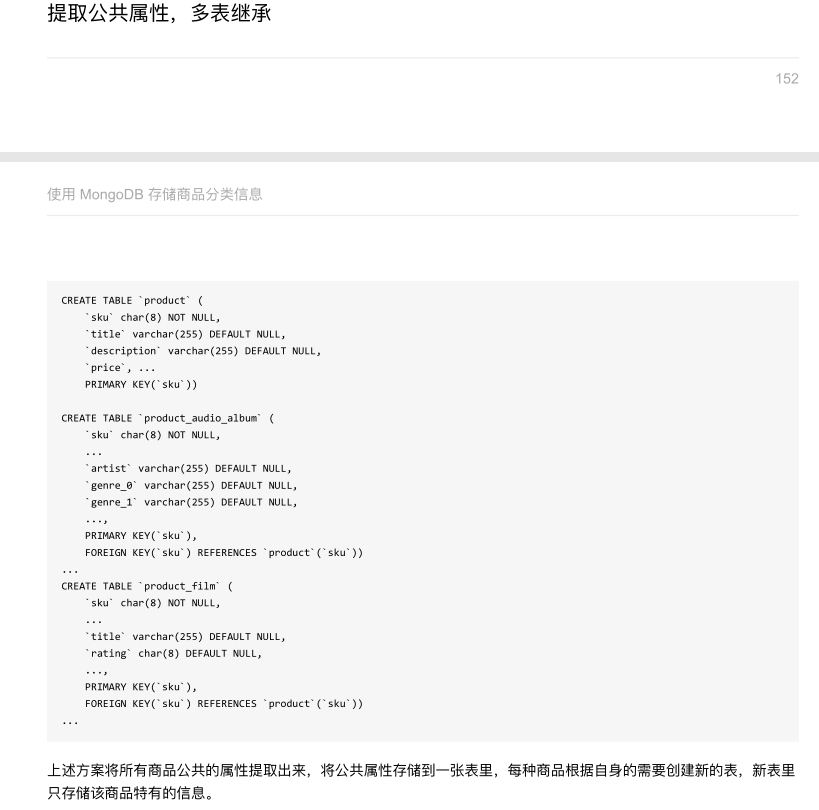 提取公共属性，多表继承
152
使用 MongoDB 存储商品分类信息
CREATE TABLE `product` (
    `sku` char(8) NOT NULL,
    `title` varchar(255) DEFAULT NULL,
    `description` varchar(255) DEFAULT NULL,
    `price`, ...
    PRIMARY KEY(`sku`))
CREATE TABLE `product_audio_album` (
    `sku` char(8) NOT NULL,
    ...
    `artist` varchar(255) DEFAULT NULL,
    `genre_0` varchar(255) DEFAULT NULL,
    `genre_1` varchar(255) DEFAULT NULL,
    ...,
    PRIMARY KEY(`sku`),
    FOREIGN KEY(`sku`) REFERENCES `product`(`sku`))
...
CREATE TABLE `product_film` (
    `sku` char(8) NOT NULL,
    ...
    `title` varchar(255) DEFAULT NULL,
    `rating` char(8) DEFAULT NULL,
    ...,
    PRIMARY KEY(`sku`),
    FOREIGN KEY(`sku`) REFERENCES `product`(`sku`))
...
上述方案将所有商品公共的属性提取出来，将公共属性存储到一张表里，每种商品根据自身的需要创建新的表，新表里
只存储该商品特有的信息。